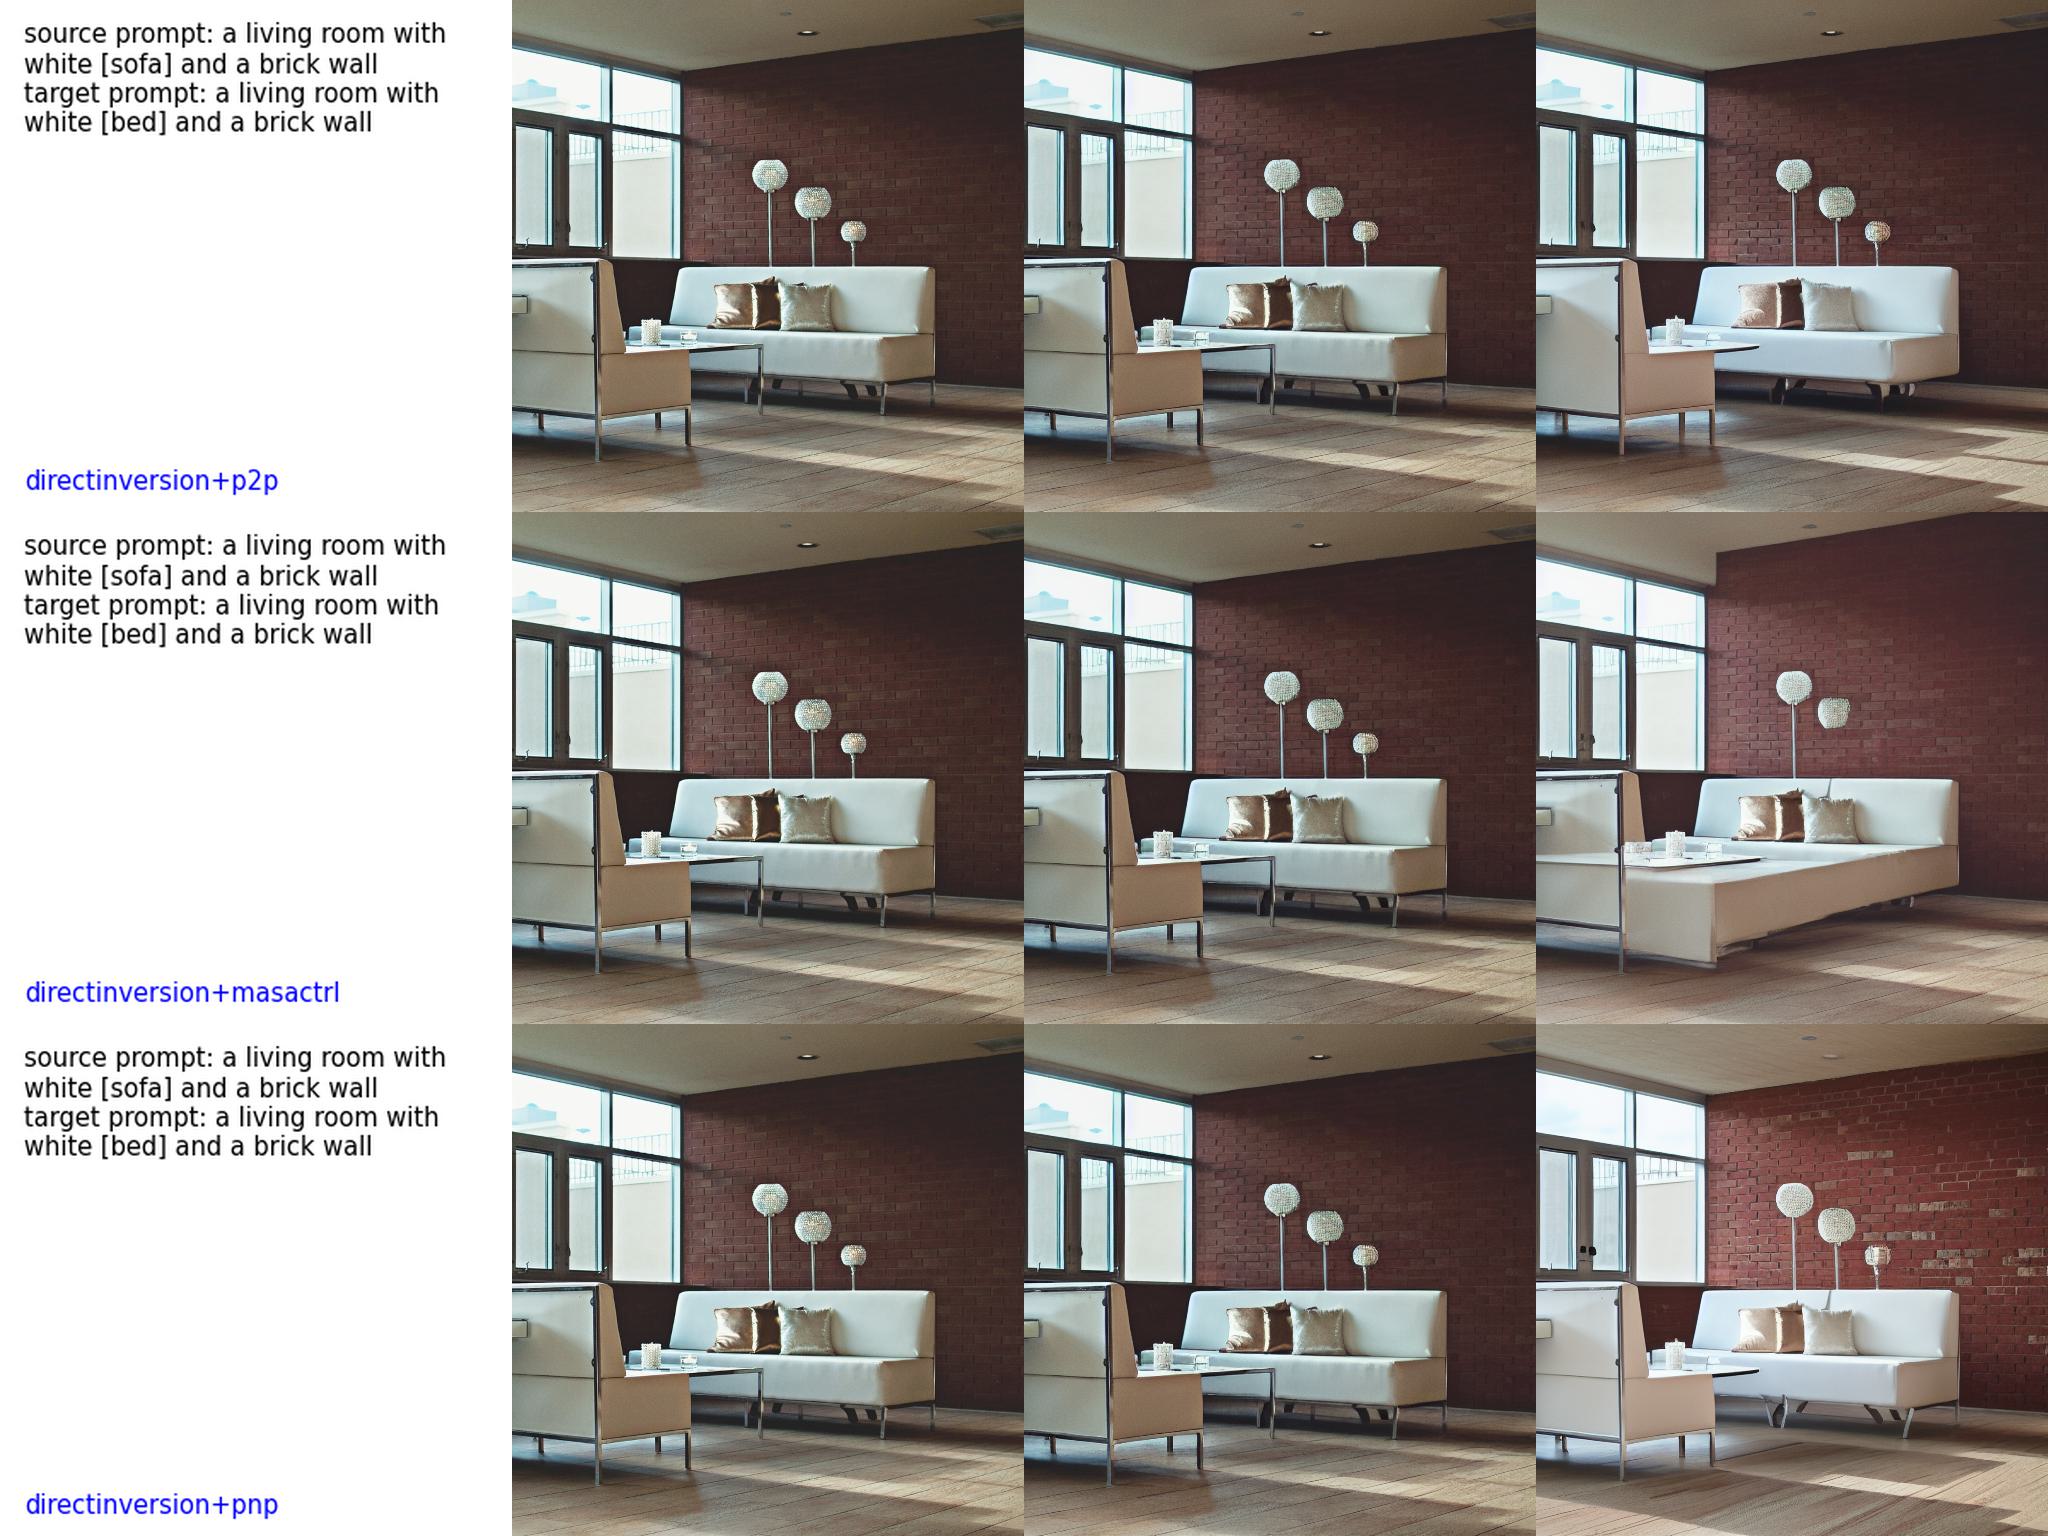 source prompt: a living room with
white [sofa] and a brick wall
target prompt: a living room with
white [bed] and a brick wall
directinversion+p2p
source prompt: a living room with
white [sofa] and a brick wall
target prompt: a living room with
white [bed] and a brick wall
directinversion+masactrl
source prompt: a living room with
white [sofa] and a brick wall
target prompt: a living room with
white [bed] and a brick wall
directinversion+pnp